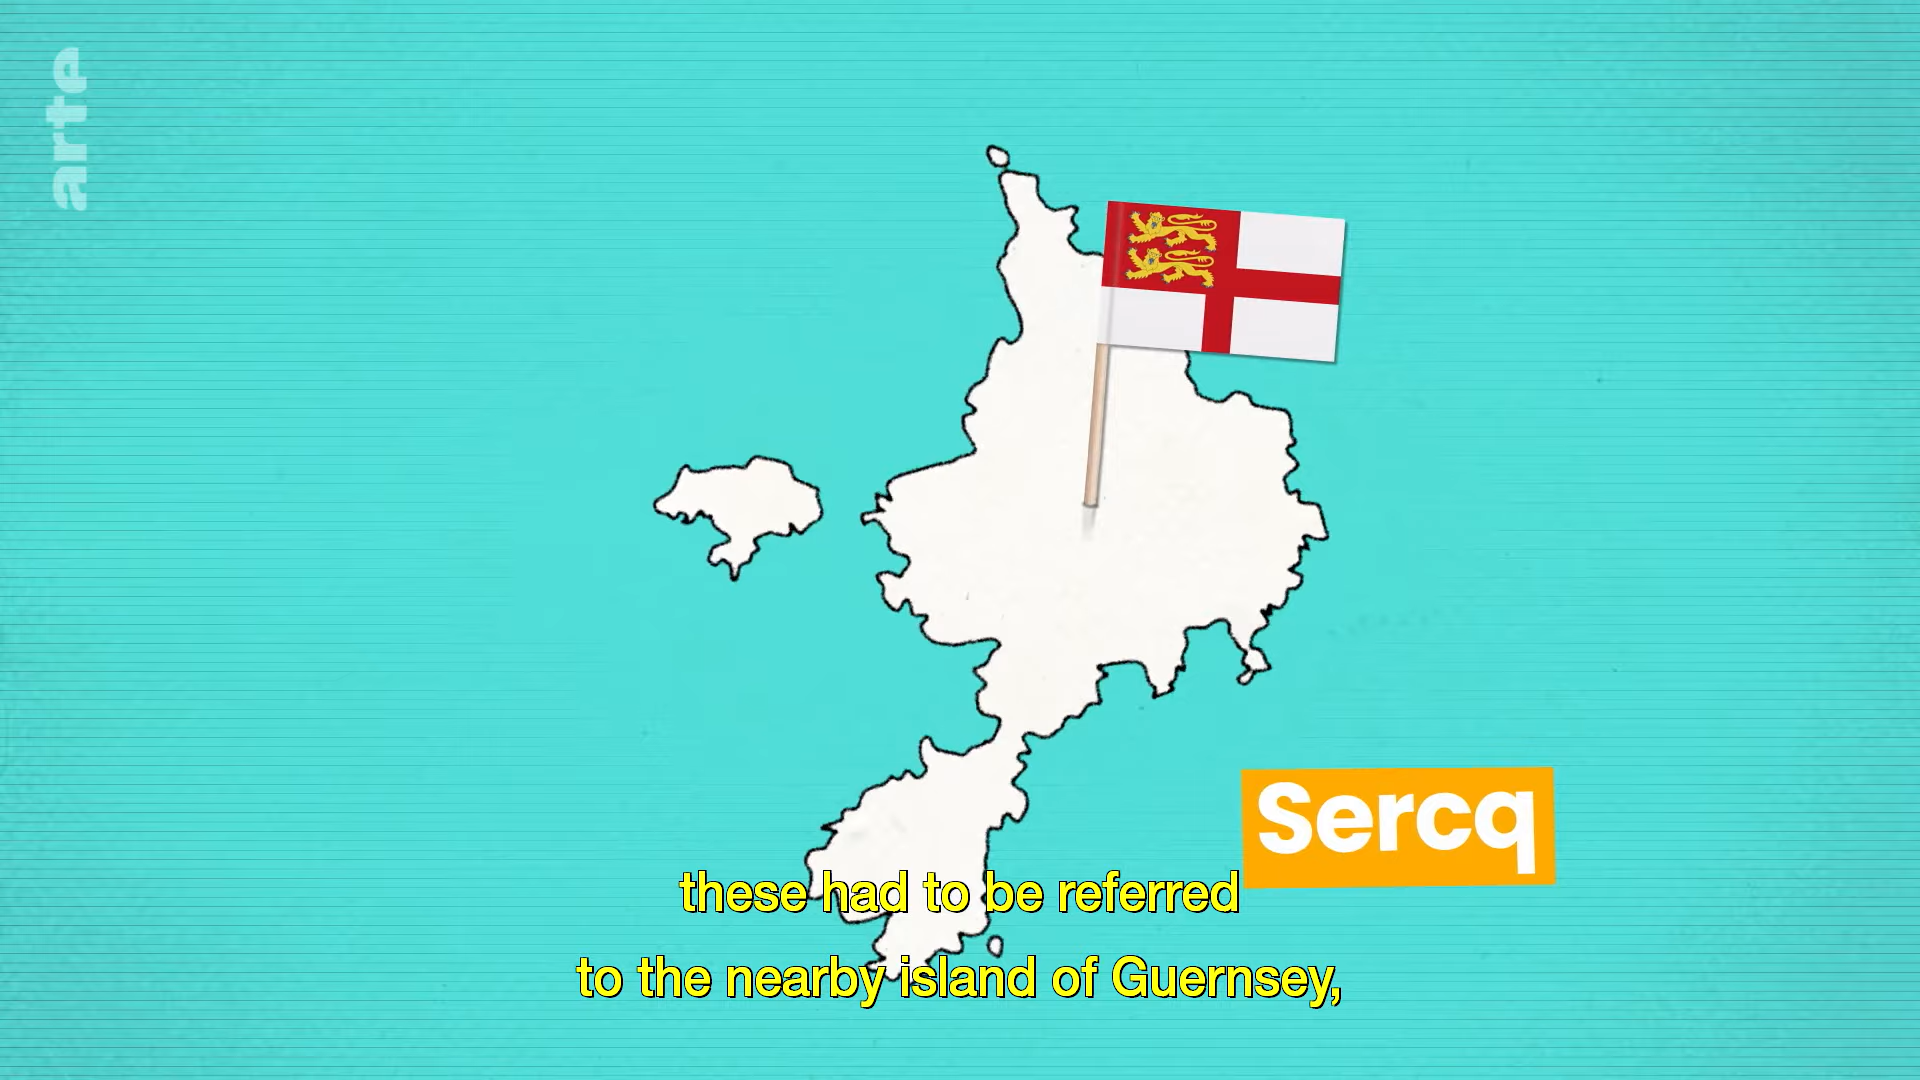 arte
Sercq
these had to be referred
to the nearby island of Guernsey,